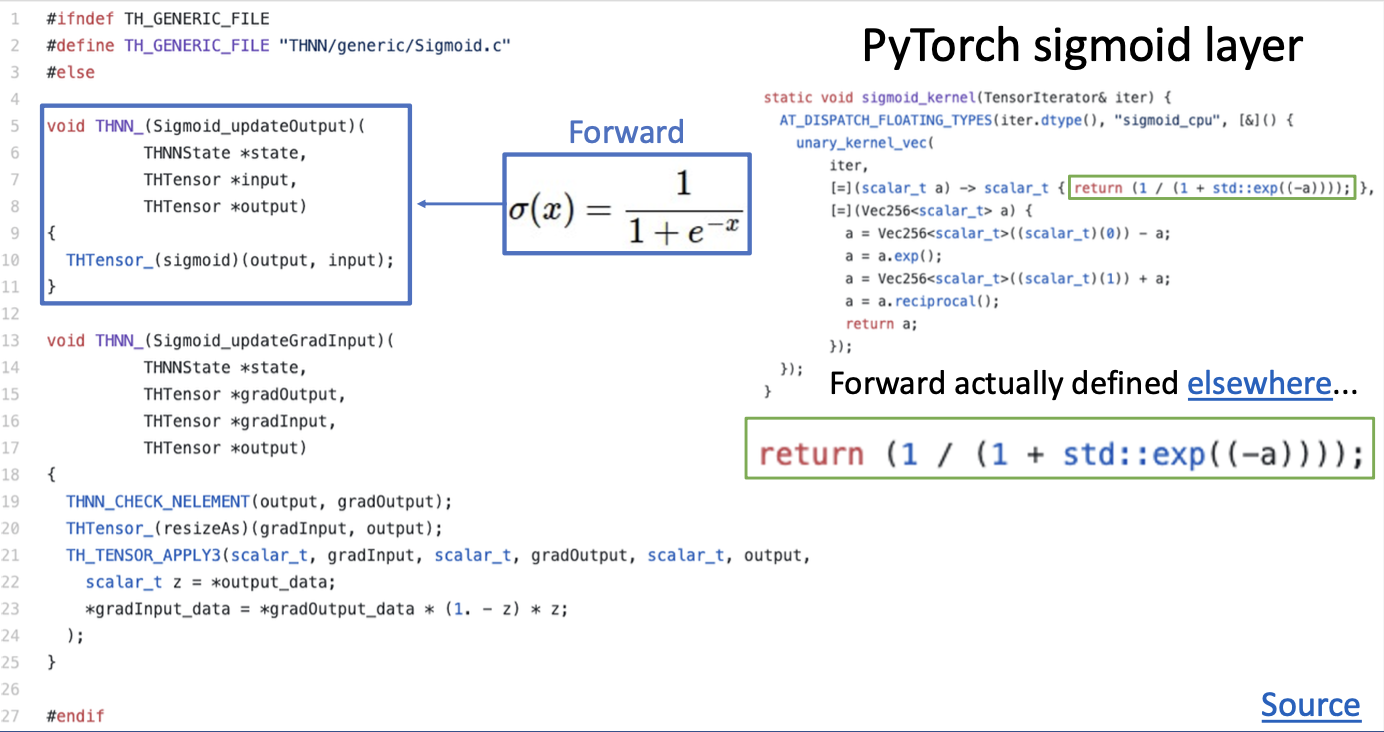 PyTorch sigmoid layer
1 #ifndef TH_GENERIC_FILE
2 #define TH_GENERIC_FILE "THNN/generic/Sigmoid.c"
3 #else
4
5 void THNN_(Sigmoid_updateOutput)(
6 THNNState *state,
7 THTensor *input,
8 THTensor *output)
9 {
10 THTensor_(sigmoid)(output, input);
11 }
12
13 void THNN_(Sigmoid_updateGradInput)(
14 THNNState *state,
15 THTensor *gradOutput,
16 THTensor *gradInput,
17 THTensor *output)
18 {
19 THNN_CHECK_NELEMENT(output, gradOutput);
20 THTensor_(resizeAs)(gradInput, output);
21 TH_TENSOR_APPLY3(scalar_t, gradInput, scalar_t, gradOutput, scalar_t, output,
22 scalar_t z = *output_data;
23 *gradInput_data = *gradOutput_data * (1. - z) * z;
24 );
25 }
26
27 #endif
Forward
σ(x) = 1 / (1 + e^{-x})
static void sigmoid_kernel(TensorIterator& iter) {
AT_DISPATCH_FLOATING_TYPES(iter.dtype(), "sigmoid_cpu", [&]() {
unary_kernel_vec(
iter,
[=](scalar_t a) -> scalar_t { return (1 / (1 + std::exp((-a)))); },
[=](Vec256<scalar_t> a) {
a = Vec256<scalar_t>((scalar_t)(0)) - a;
a = a.exp();
a = Vec256<scalar_t>((scalar_t)(1)) + a;
a = a.reciprocal();
return a;
});
});
}
Forward actually defined elsewhere...
return (1 / (1 + std::exp((-a))));
Source